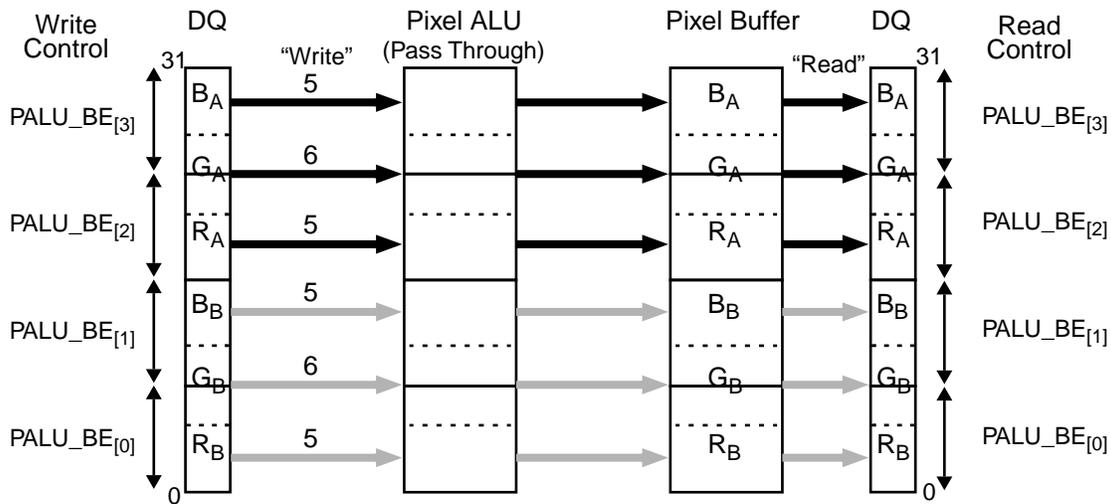 Write
Control
DQ
Pixel ALU
(Pass Through)
Pixel Buffer
DQ
Read
Control
“Write”
“Read”
31
31
PALU_BE[3]
BA
5
BA
BA
PALU_BE[3]
GA
6
GA
GA
PALU_BE[2]
RA
5
RA
RA
PALU_BE[2]
BB
5
BB
BB
PALU_BE[1]
PALU_BE[1]
GB
6
GB
GB
PALU_BE[0]
RB
5
RB
RB
PALU_BE[0]
0
0